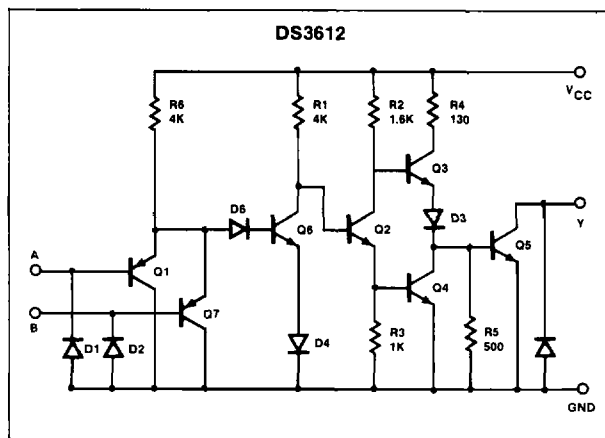 DS3612
R6
4K
R1
4K
R2
1.6K
R4
130
VCC
Q3
D6
Q6
Q2
D3
Y
Q5
A
Q1
B
Q7
Q4
D1
D2
D4
R3
1K
R5
500
GND